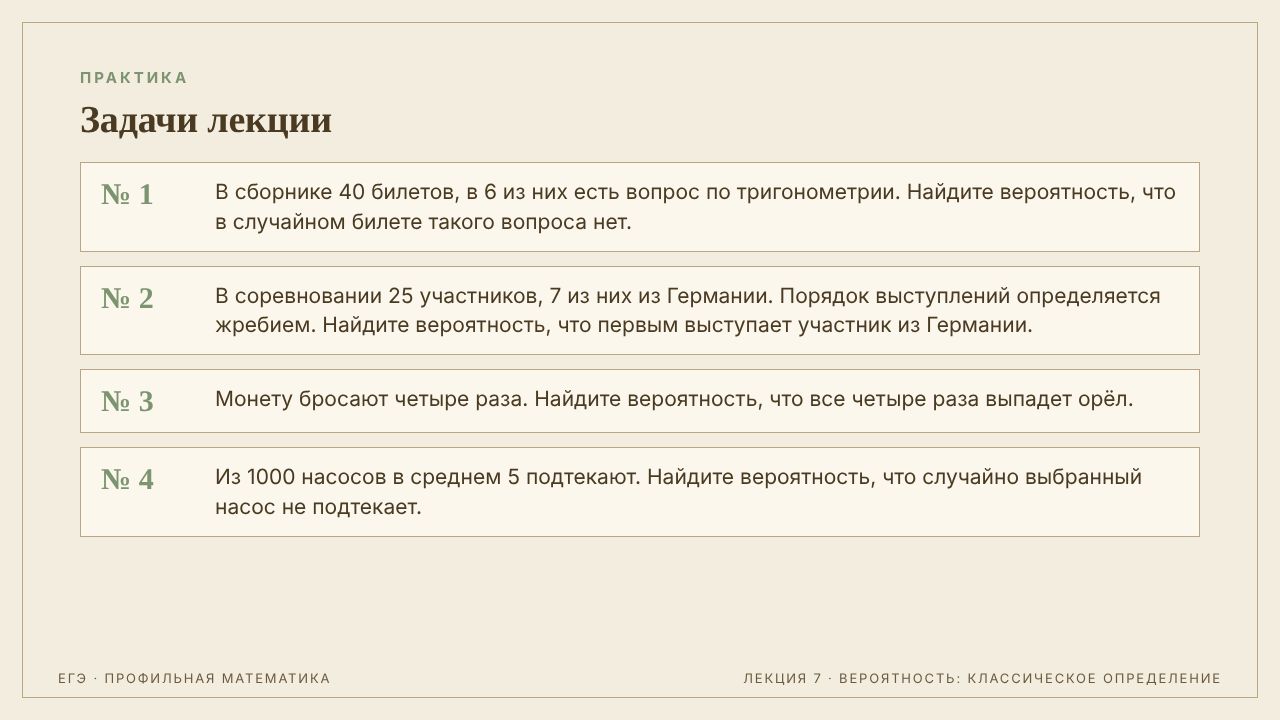 ПРАКТИКА
Задачи лекции
№ 1
В сборнике 40 билетов, в 6 из них есть вопрос по тригонометрии. Найдите вероятность, что
в случайном билете такого вопроса нет.
№ 2
В соревновании 25 участников, 7 из них из Германии. Порядок выступлений определяется
жребием. Найдите вероятность, что первым выступает участник из Германии.
№ 3
Монету бросают четыре раза. Найдите вероятность, что все четыре раза выпадет орёл.
№ 4
Из 1000 насосов в среднем 5 подтекают. Найдите вероятность, что случайно выбранный
насос не подтекает.
ЕГЭ · ПРОФИЛЬНАЯ МАТЕМАТИКА
ЛЕКЦИЯ 7 · ВЕРОЯТНОСТЬ: КЛАССИЧЕСКОЕ ОПРЕДЕЛЕНИЕ